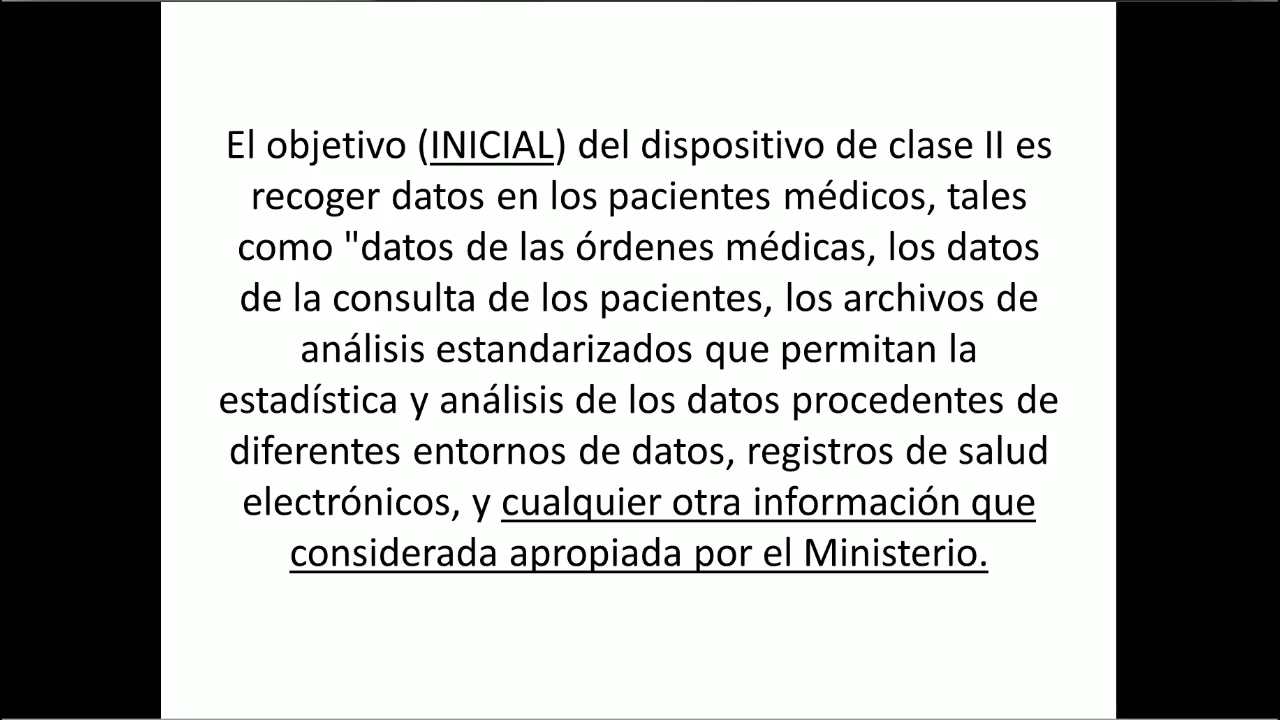 El objetivo (INICIAL) del dispositivo de clase II es
recoger datos en los pacientes médicos, tales
como "datos de las órdenes médicas, los datos
de la consulta de los pacientes, los archivos de
análisis estandarizados que permitan la
estadística y análisis de los datos procedentes de
diferentes entornos de datos, registros de salud
electrónicos, y cualquier otra información que
considerada apropiada por el Ministerio.